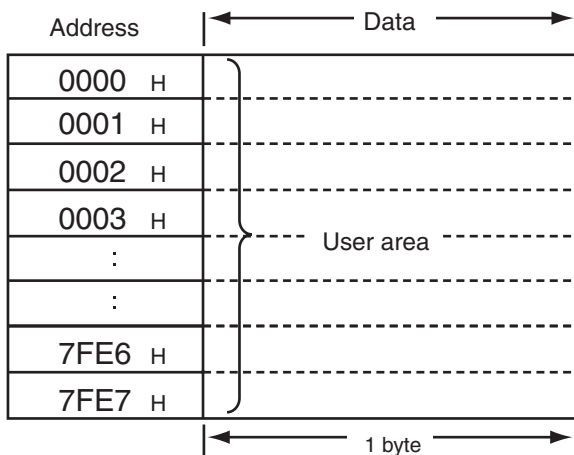 Address Data
0000 H
0001 H
0002 H
0003 H
User area
:
:
7FE6 H
7FE7 H
1 byte